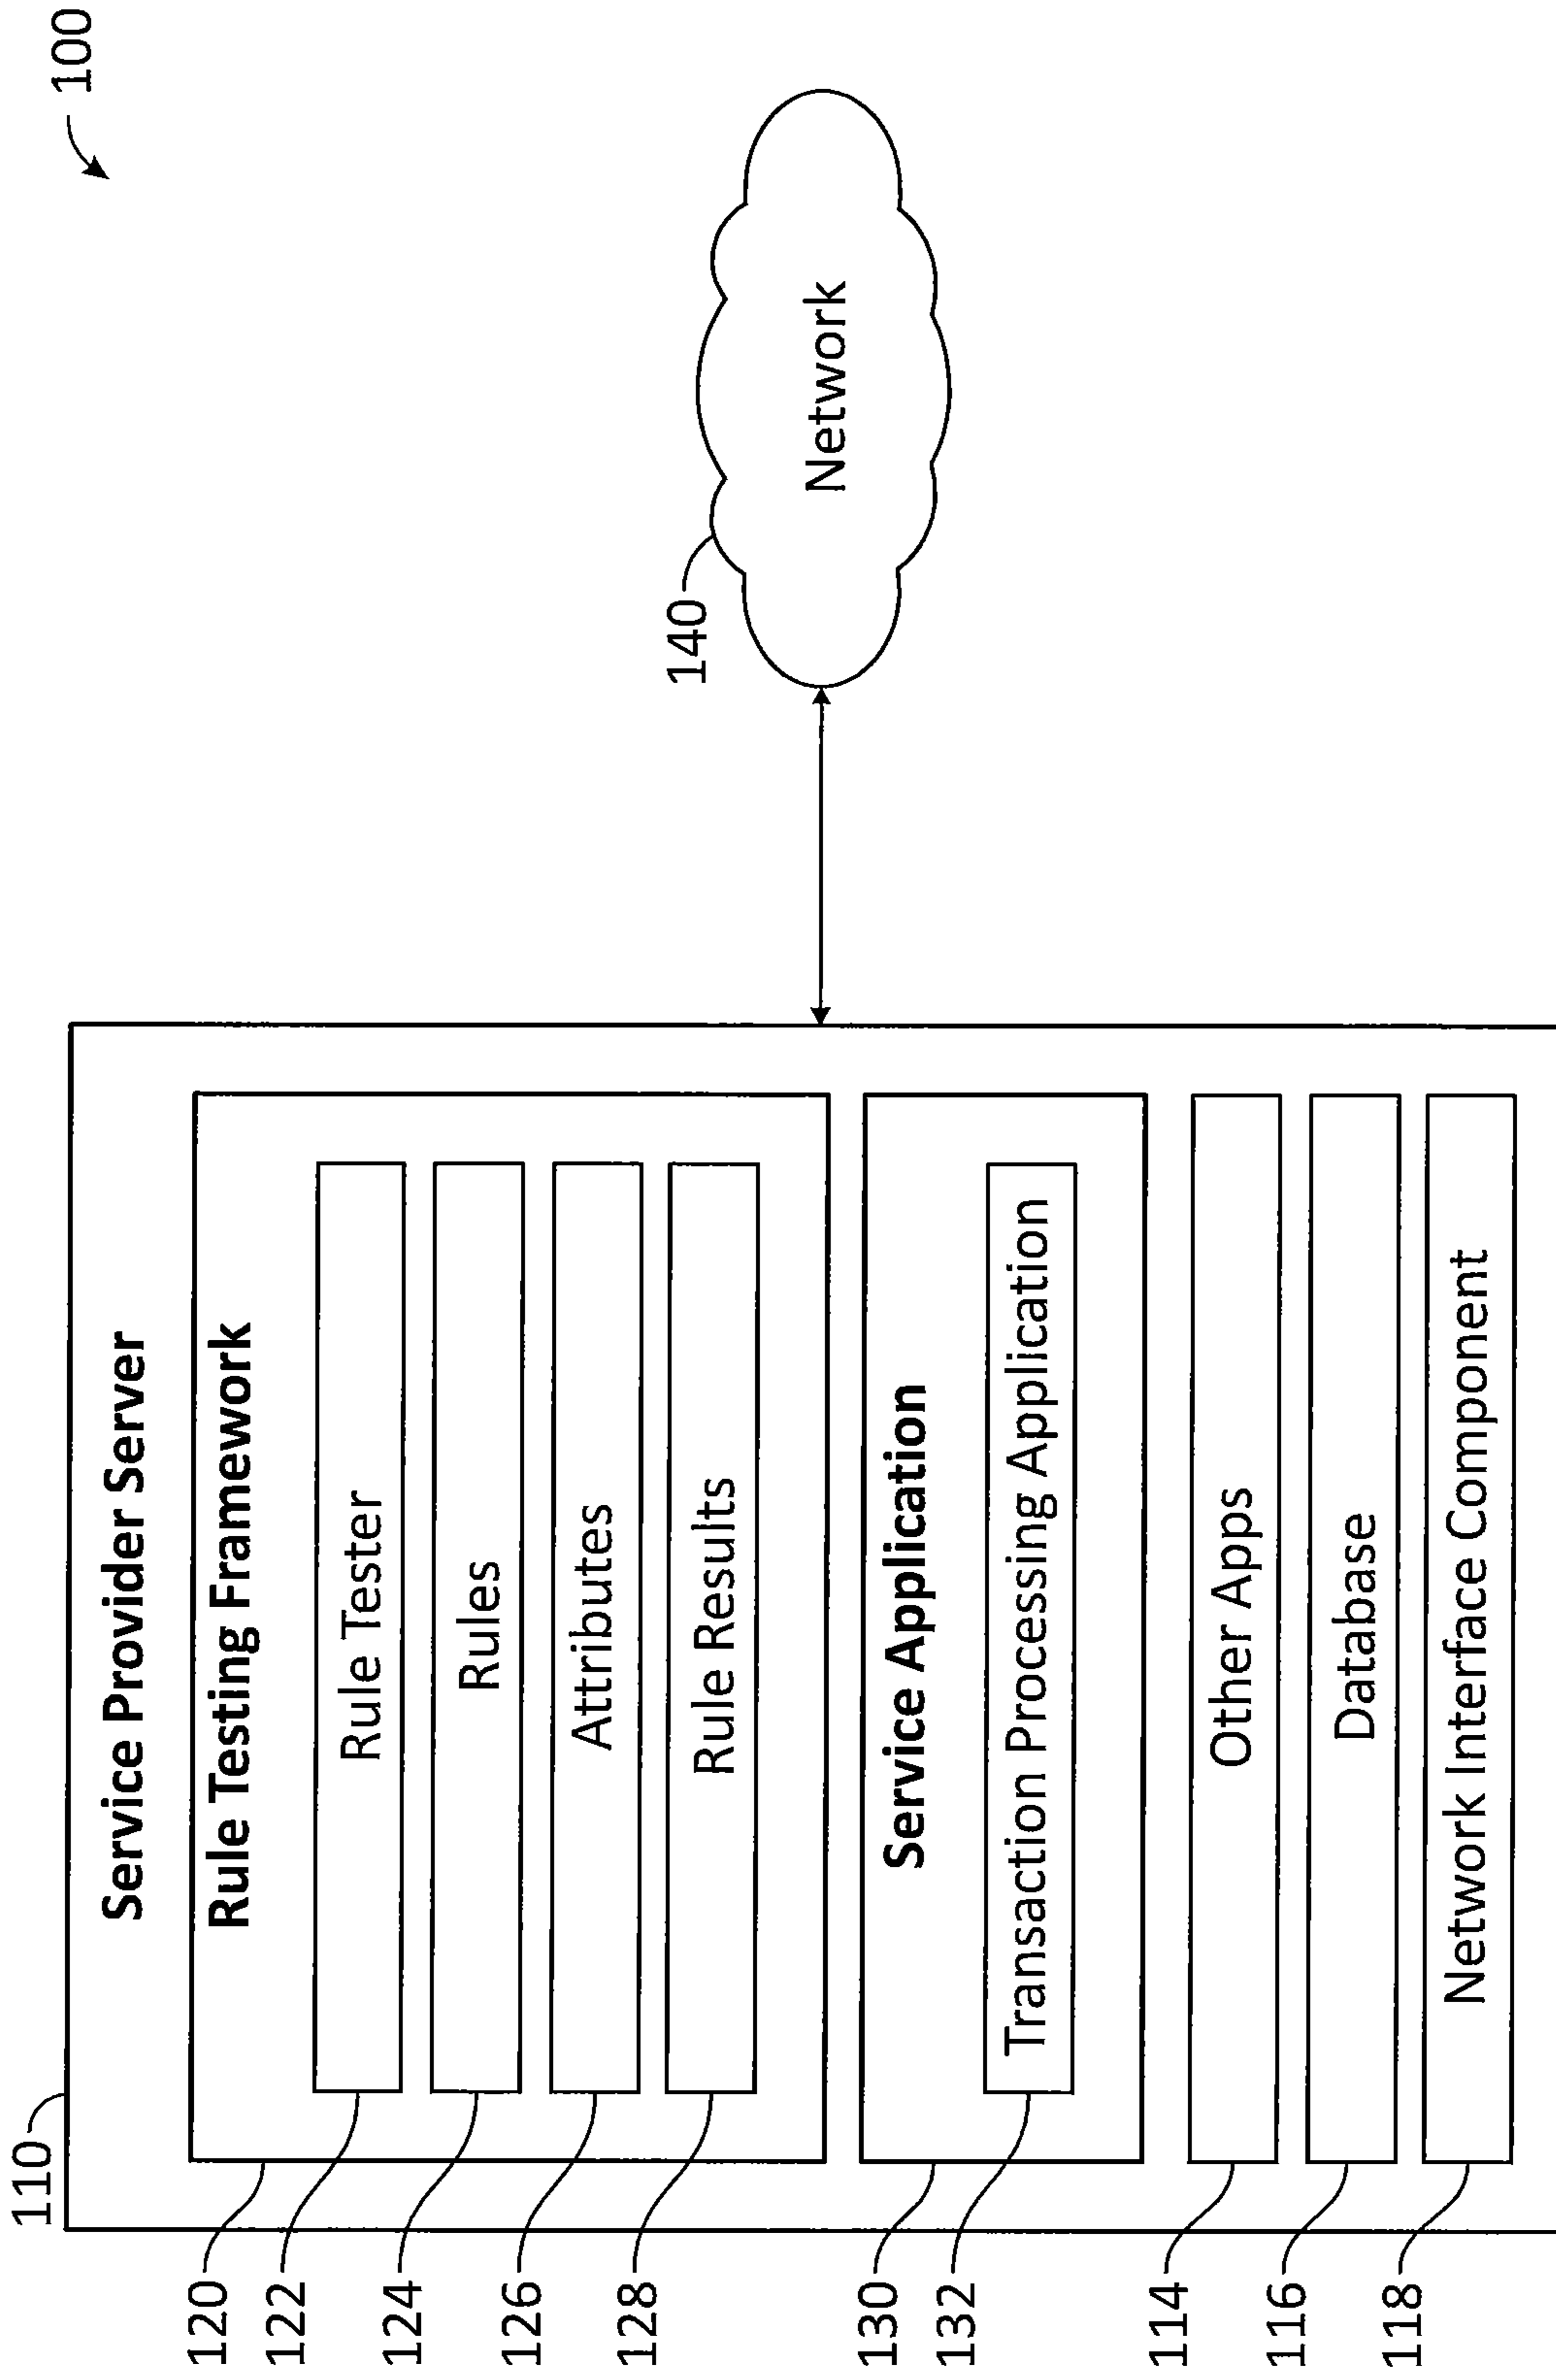 100
110
Service Provider Server
120
Rule Testing Framework
122
Rule Tester
124
Rules
126
Attributes
128
Rule Results
130
Service Application
132
Transaction Processing Application
114
Other Apps
116
Database
118
Network Interface Component
140
Network